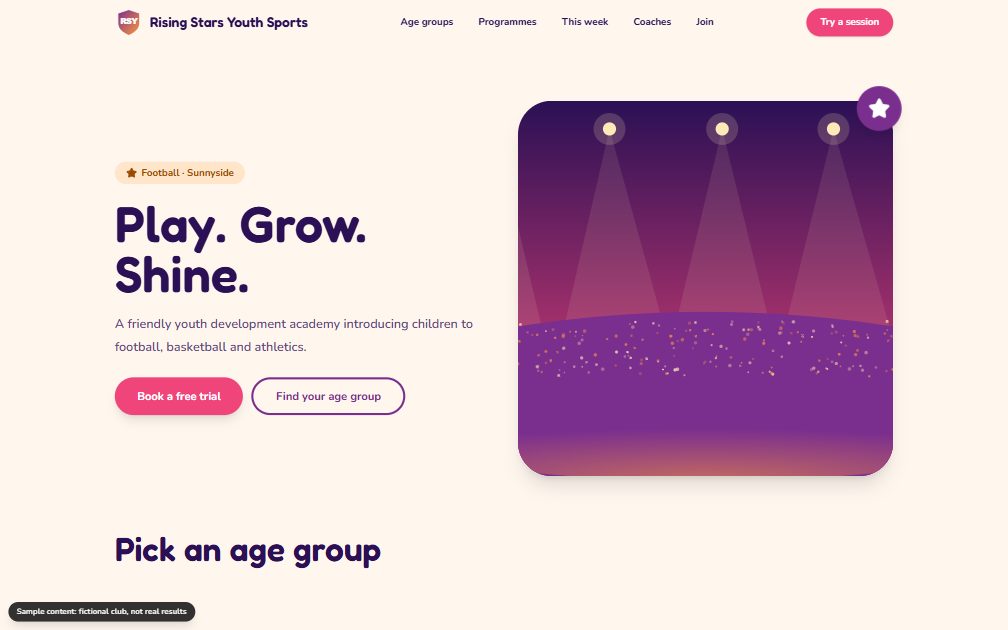 RSY
Rising Stars Youth Sports
Age groups
Programmes
This week
Coaches
Join
Try a session
Football · Sunnyside
Play. Grow.
Shine.
A friendly youth development academy introducing children to
football, basketball and athletics.
Book a free trial
Find your age group
Pick an age group
Sample content: fictional club, not real results